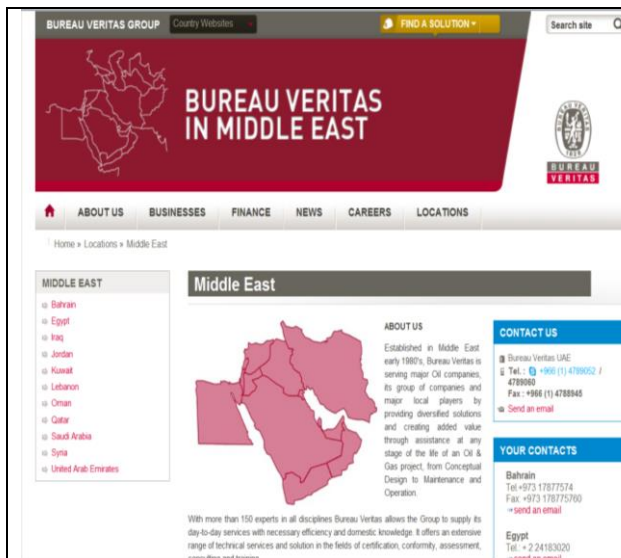 BUREAU VERITAS GROUP
Country Websites
FIND A SOLUTION
Search site
BUREAU VERITAS
IN MIDDLE EAST
BUREAU
VERITAS
ABOUT US BUSINESSES FINANCE NEWS CAREERS LOCATIONS
Home » Locations » Middle East
MIDDLE EAST
Bahrain
Egypt
Iraq
Jordan
Kuwait
Lebanon
Oman
Qatar
Saudi Arabia
Syria
United Arab Emirates
Middle East
ABOUT US
Established in Middle East
early 1980's, Bureau Veritas is
serving major Oil companies,
its group of companies and
major local players by
providing diversified solutions
and creating added value
through assistance at any
stage of the life of an Oil &
Gas project, from Conceptual
Design to Maintenance and
Operation.
With more than 150 experts in all disciplines Bureau Veritas allows the Group to supply its
day-to-day services with necessary efficiency and domestic knowledge. It offers an extensive
range of technical services and solution in the fields of certification, conformity, assessment,
CONTACT US
Bureau Veritas UAE
Tel. : +966 (1) 4789052 /
4789060
Fax : +966 (1) 4788945
Send an email
YOUR CONTACTS
Bahrain
Tel.+973 17877574
Fax: +973 178775760
send an email
Egypt
Tel.: + 2 24183020